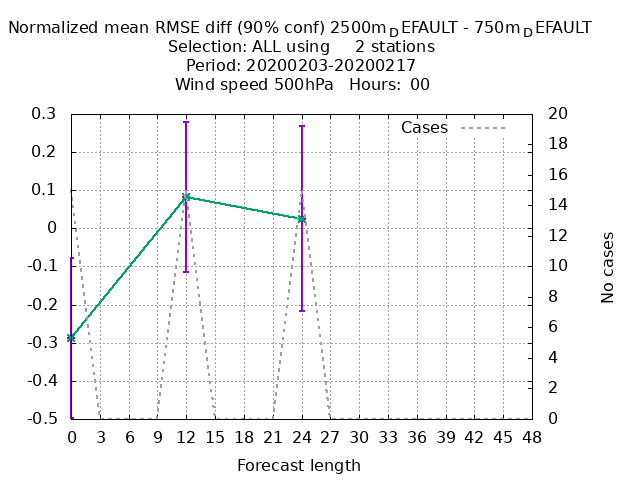 Normalized mean RMSE diff (90% conf) 2500m_DEFAULT - 750m_DEFAULT
Selection: ALL using 2 stations
Period: 20200203-20200217
Wind speed 500hPa Hours: 00
Cases
0.3
0.2
0.1
0
-0.1
-0.2
-0.3
-0.4
-0.5
20
18
16
14
12
10
8
6
4
2
0
No cases
0 3 6 9 12 15 18 21 24 27 30 33 36 39 42 45 48
Forecast length